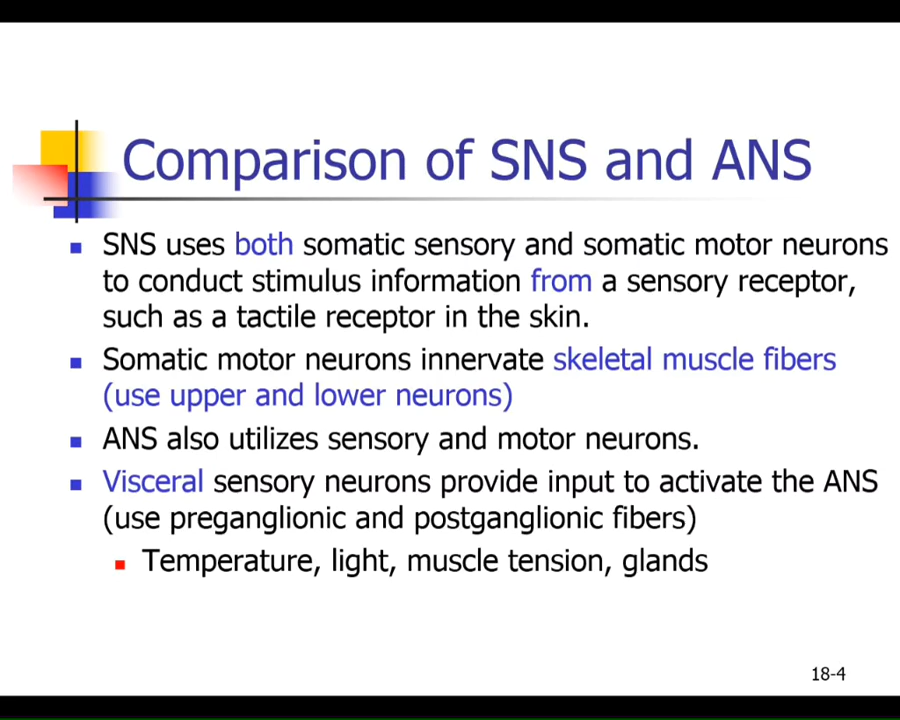 Comparison of SNS and ANS
SNS uses both somatic sensory and somatic motor neurons
to conduct stimulus information from a sensory receptor,
such as a tactile receptor in the skin.
Somatic motor neurons innervate skeletal muscle fibers
(use upper and lower neurons)
ANS also utilizes sensory and motor neurons.
Visceral sensory neurons provide input to activate the ANS
(use preganglionic and postganglionic fibers)
Temperature, light, muscle tension, glands
18-4